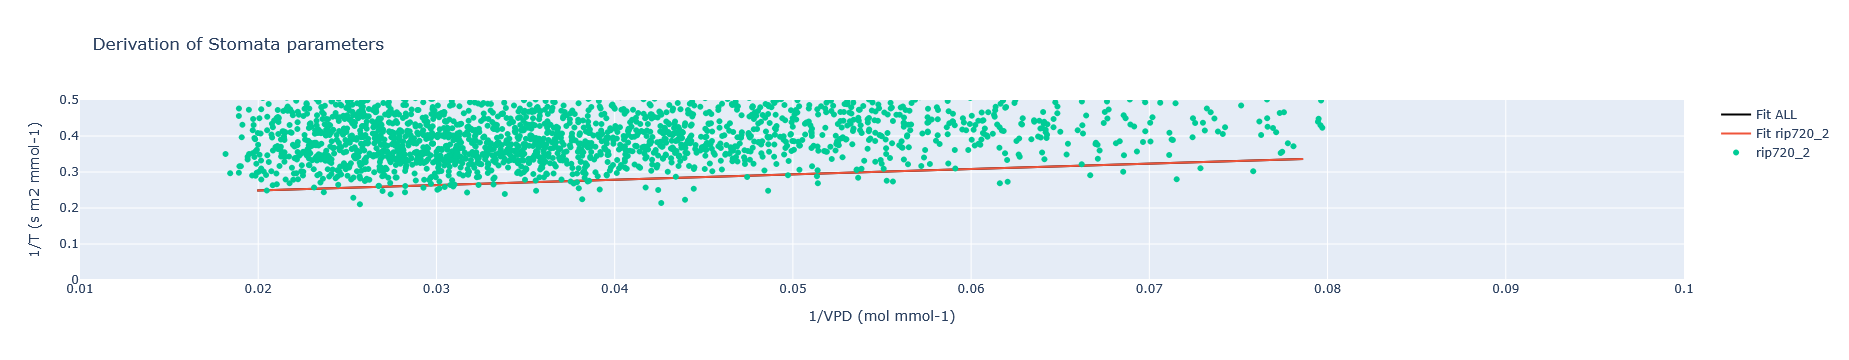 Derivation of Stomata parameters
0.5
0.4
0.3
0.2
0.1
0
1/T (s m2 mmol-1)
0.01 0.02 0.03 0.04 0.05 0.06 0.07 0.08 0.09 0.1
1/VPD (mol mmol-1)
Fit ALL
Fit rip720_2
rip720_2